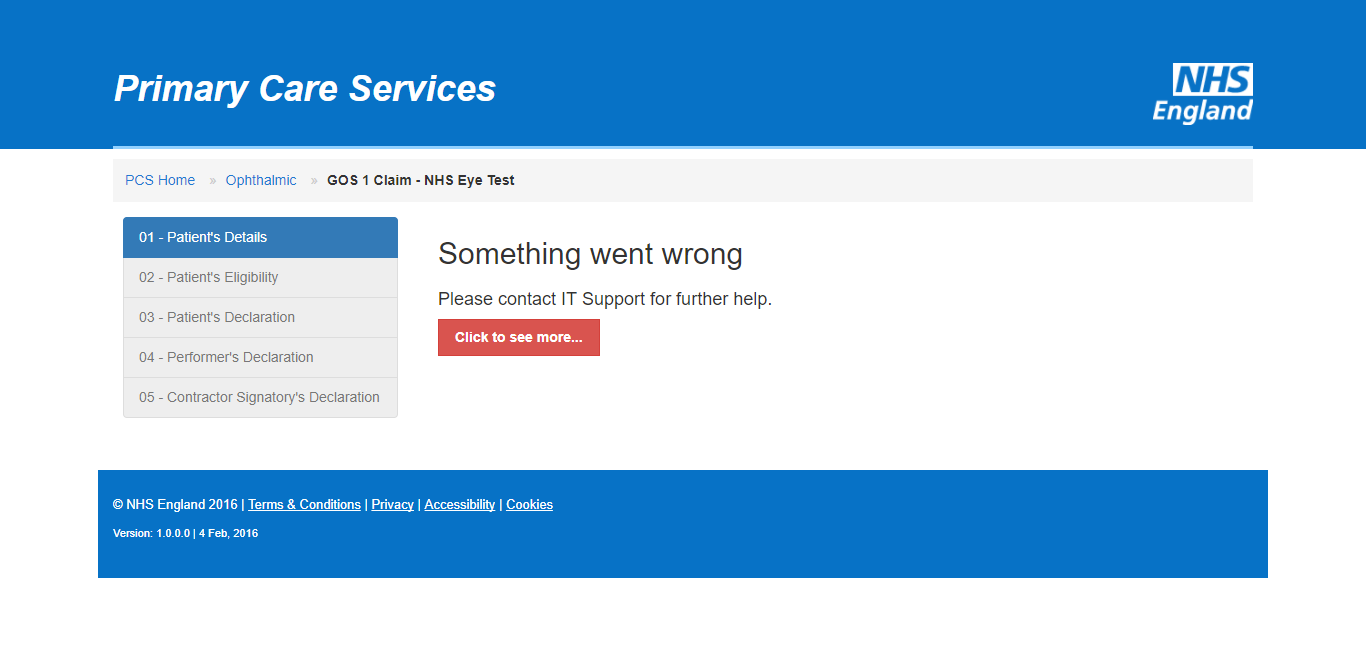 Primary Care Services
NHS
England
PCS Home » Ophthalmic » GOS 1 Claim - NHS Eye Test
01 - Patient's Details
02 - Patient's Eligibility
03 - Patient's Declaration
04 - Performer's Declaration
05 - Contractor Signatory's Declaration
Something went wrong
Please contact IT Support for further help.
Click to see more...
© NHS England 2016 | Terms & Conditions | Privacy | Accessibility | Cookies
Version: 1.0.0.0 | 4 Feb, 2016